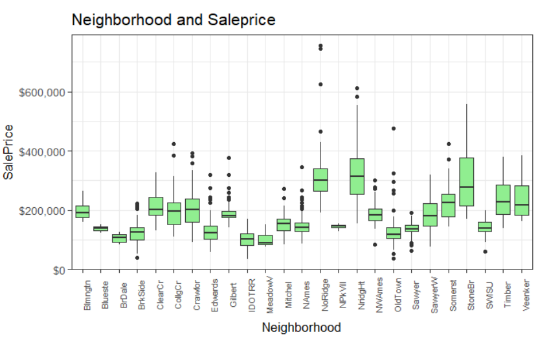 Neighborhood and Saleprice
$600,000
$400,000
$200,000
$0
SalePrice
Blmngtn
Blueste
BrDale
BrkSide
ClearCr
CollgCr
Crawfor
Edwards
Gilbert
IDOTRR
MeadowV
Mitchel
NAmes
NoRidge
NPkVill
NridgHt
NWAmes
OldTown
Sawyer
SawyerW
Somerst
StoneBr
SWISU
Timber
Veenker
Neighborhood